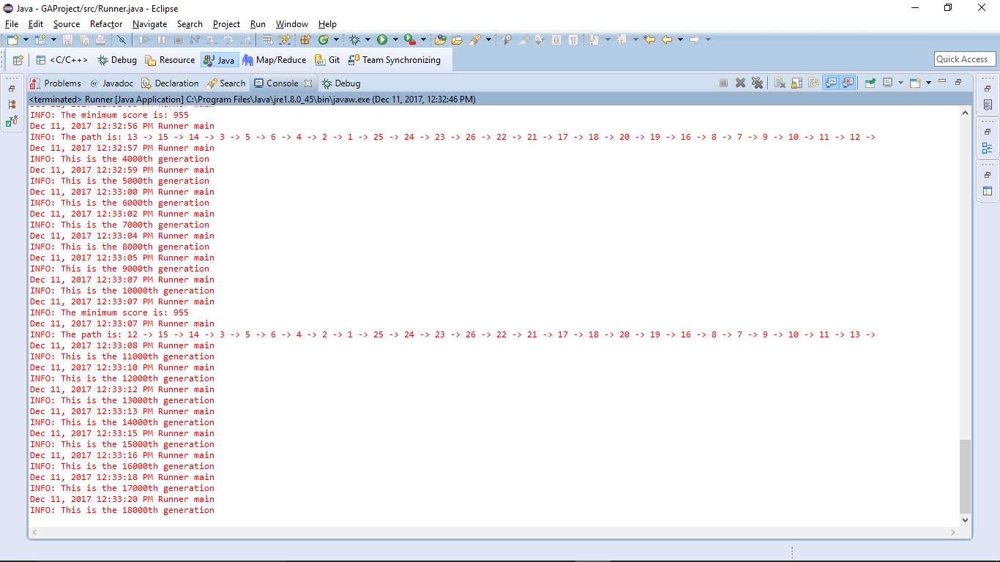 Java - GAProject/src/Runner.java - Eclipse
File Edit Source Refactor Navigate Search Project Run Window Help
Quick Access
<C/C++> Debug Resource Java Map/Reduce Git Team Synchronizing
Problems @ Javadoc Declaration Search Console Debug
<terminated> Runner [Java Application] C:\Program Files\Java\jre1.8.0_45\bin\javaw.exe (Dec 11, 2017, 12:32:46 PM)
INFO: The minimum score is: 955
Dec 11, 2017 12:32:56 PM Runner main
INFO: The path is: 13 -> 15 -> 14 -> 3 -> 5 -> 6 -> 4 -> 2 -> 1 -> 25 -> 24 -> 23 -> 26 -> 22 -> 21 -> 17 -> 18 -> 20 -> 19 -> 16 -> 8 -> 7 -> 9 -> 10 -> 11 -> 12 ->
Dec 11, 2017 12:32:57 PM Runner main
INFO: This is the 4000th generation
Dec 11, 2017 12:32:59 PM Runner main
INFO: This is the 5000th generation
Dec 11, 2017 12:33:00 PM Runner main
INFO: This is the 6000th generation
Dec 11, 2017 12:33:02 PM Runner main
INFO: This is the 7000th generation
Dec 11, 2017 12:33:04 PM Runner main
INFO: This is the 8000th generation
Dec 11, 2017 12:33:05 PM Runner main
INFO: This is the 9000th generation
Dec 11, 2017 12:33:07 PM Runner main
INFO: This is the 10000th generation
Dec 11, 2017 12:33:07 PM Runner main
INFO: The minimum score is: 955
Dec 11, 2017 12:33:07 PM Runner main
INFO: The path is: 12 -> 15 -> 14 -> 3 -> 5 -> 6 -> 4 -> 2 -> 1 -> 25 -> 24 -> 23 -> 26 -> 22 -> 21 -> 17 -> 18 -> 20 -> 19 -> 16 -> 8 -> 7 -> 9 -> 10 -> 11 -> 13 ->
Dec 11, 2017 12:33:08 PM Runner main
INFO: This is the 11000th generation
Dec 11, 2017 12:33:10 PM Runner main
INFO: This is the 12000th generation
Dec 11, 2017 12:33:12 PM Runner main
INFO: This is the 13000th generation
Dec 11, 2017 12:33:13 PM Runner main
INFO: This is the 14000th generation
Dec 11, 2017 12:33:15 PM Runner main
INFO: This is the 15000th generation
Dec 11, 2017 12:33:16 PM Runner main
INFO: This is the 16000th generation
Dec 11, 2017 12:33:18 PM Runner main
INFO: This is the 17000th generation
Dec 11, 2017 12:33:20 PM Runner main
INFO: This is the 18000th generation